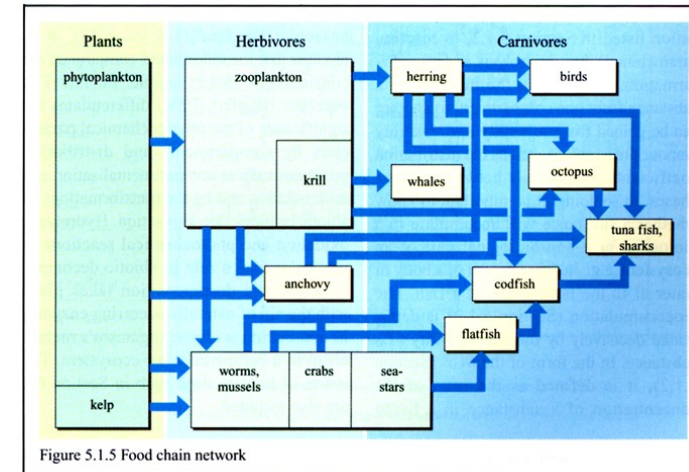 Plants
Herbivores
Carnivores
phytoplankton
zooplankton
herring
birds
krill
whales
octopus
tuna fish,
sharks
anchovy
codfish
flatfish
worms,
mussels
crabs
sea-
stars
kelp
Figure 5.1.5 Food chain network